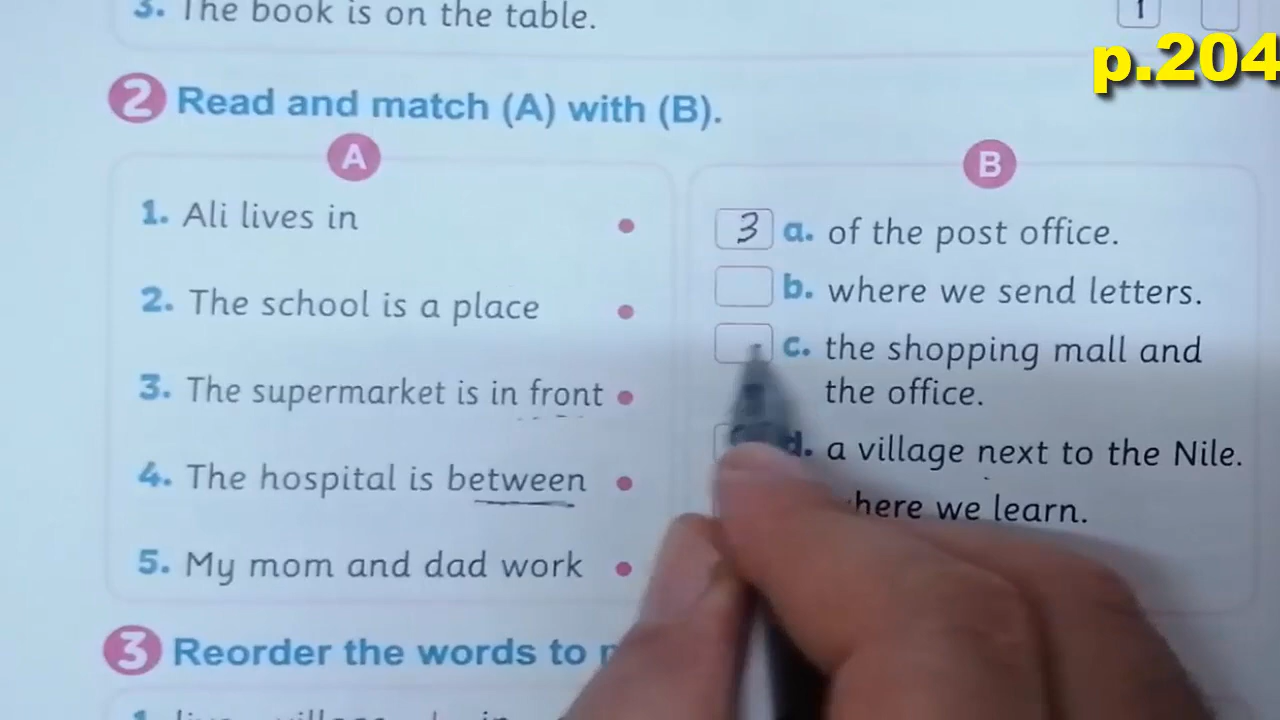 3. The book is on the table.
1
p.204
2 Read and match (A) with (B).
A
1. Ali lives in
2. The school is a place
3. The supermarket is in front
4. The hospital is between
5. My mom and dad work
B
3 a. of the post office.
b. where we send letters.
c. the shopping mall and
the office.
d. a village next to the Nile.
where we learn.
3 Reorder the words to